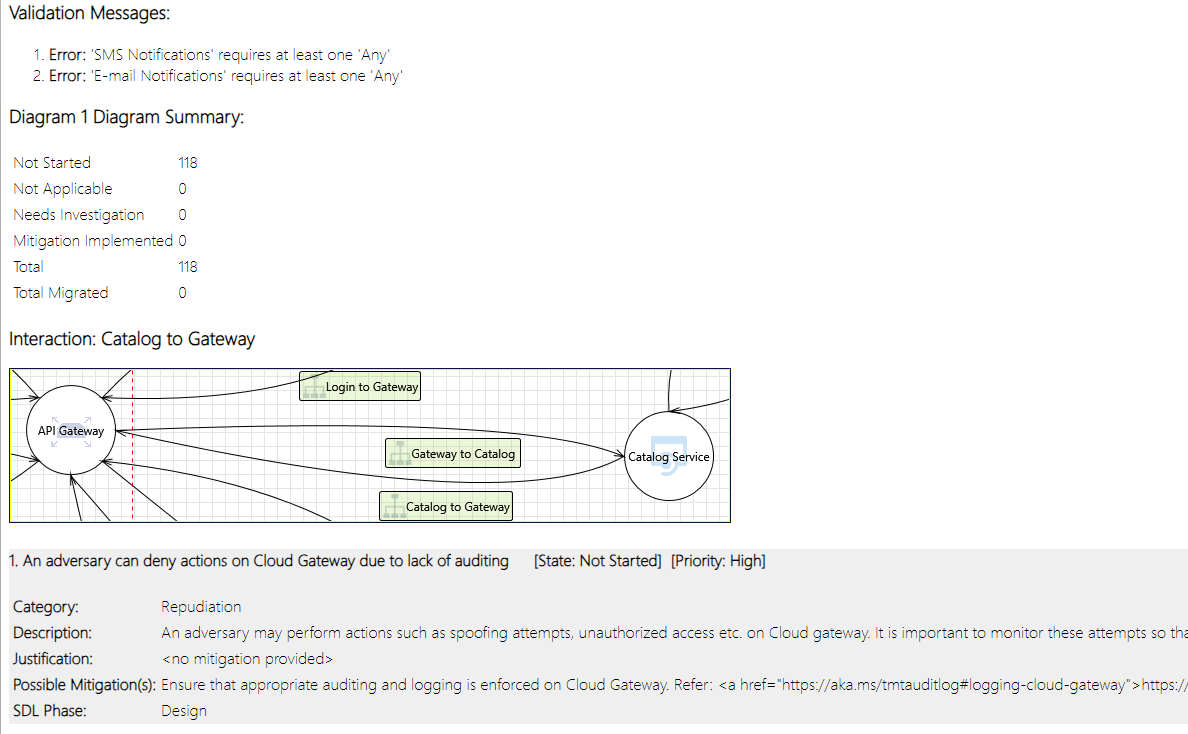 Validation Messages:
1. Error: 'SMS Notifications' requires at least one 'Any'
2. Error: 'E-mail Notifications' requires at least one 'Any'
Diagram 1 Diagram Summary:
Not Started 118
Not Applicable 0
Needs Investigation 0
Mitigation Implemented 0
Total 118
Total Migrated 0
Interaction: Catalog to Gateway
Login to Gateway
API Gateway
Gateway to Catalog
Catalog Service
Catalog to Gateway
1. An adversary can deny actions on Cloud Gateway due to lack of auditing [State: Not Started] [Priority: High]
Category: Repudiation
Description: An adversary may perform actions such as spoofing attempts, unauthorized access etc. on Cloud gateway. It is important to monitor these attempts so tha
Justification: <no mitigation provided>
Possible Mitigation(s): Ensure that appropriate auditing and logging is enforced on Cloud Gateway. Refer: <a href="https://aka.ms/tmtauditlog#logging-cloud-gateway">https:/
SDL Phase: Design